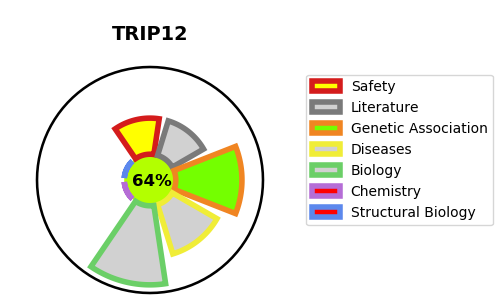 TRIP12
64%
Safety
Literature
Genetic Association
Diseases
Biology
Chemistry
Structural Biology